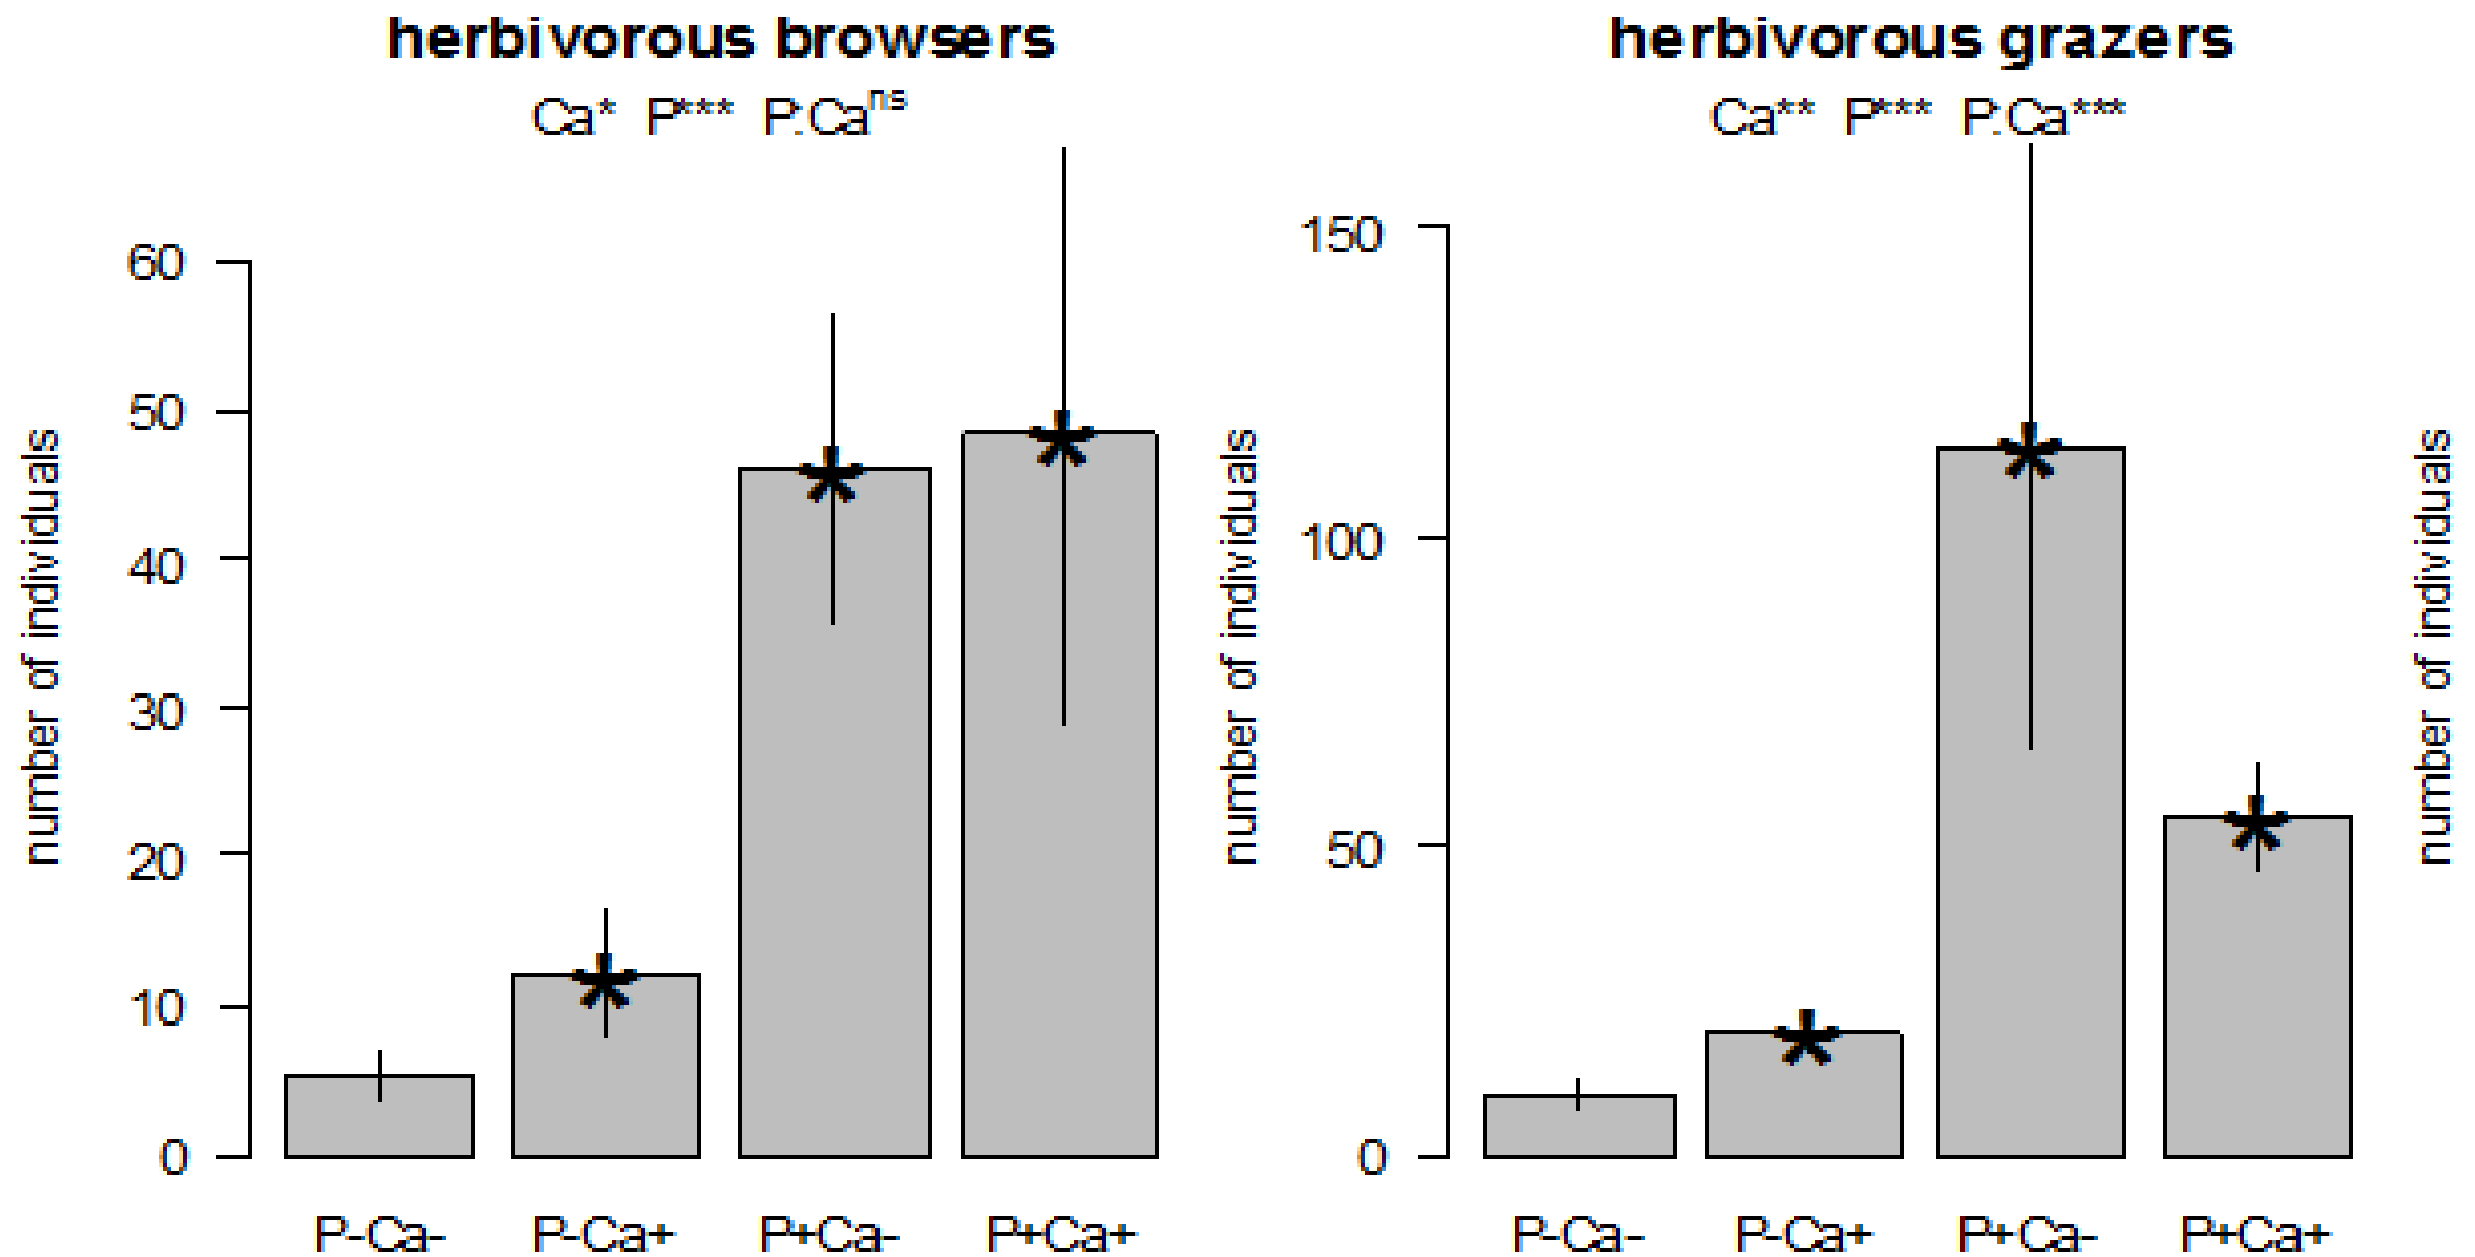 herbivorous browsers
Ca* P*** P:Ca^ns
number of individuals
60
50
40
30
20
10
0
P-Ca-
P-Ca+
P+Ca-
P+Ca+
herbivorous grazers
Ca** P*** P:Ca***
number of individuals
150
100
50
0
P-Ca-
P-Ca+
P+Ca-
P+Ca+
number of individuals